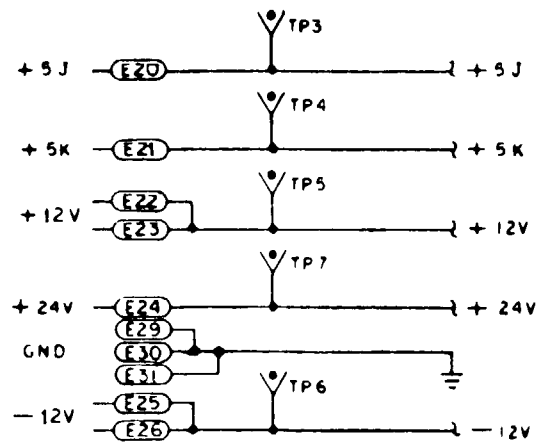 TP3
+ 5J E20 + 5J
TP4
+ 5K E21 + 5K
TP5
E22
+ 12V
E23 + 12V
TP7
+ 24V E24 + 24V
E29
GND E30
E31
TP6
— 12V E25
E26 — 12V